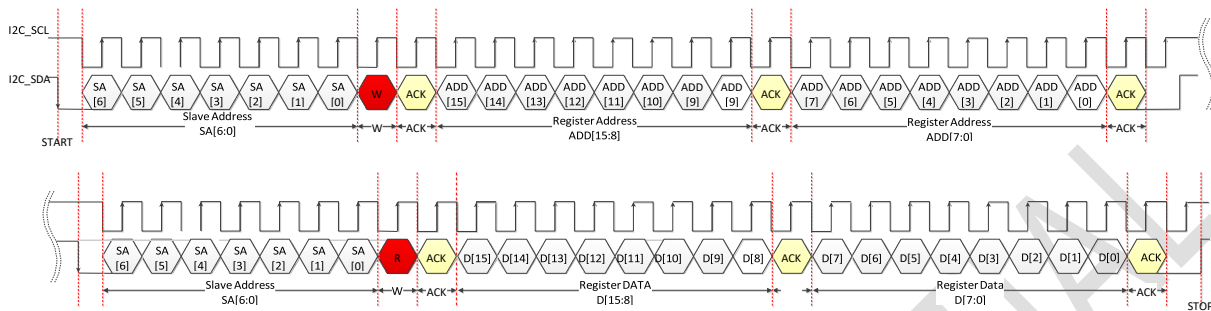 I2C_SCL
I2C_SDA
SA [6] SA [5] SA [4] SA [3] SA [2] SA [1] SA [0] W ACK ADD [15] ADD [14] ADD [13] ADD [12] ADD [11] ADD [10] ADD [9] ADD [9] ACK ADD [7] ADD [6] ADD [5] ADD [4] ADD [3] ADD [2] ADD [1] ADD [0] ACK
Slave Address W ACK Register Address ACK Register Address ACK
SA[6:0] ADD[15:8] ADD[7:0]
START
SA [6] SA [5] SA [4] SA [3] SA [2] SA [1] SA [0] R ACK D[15] D[14] D[13] D[12] D[11] D[10] D[9] D[8] ACK D[7] D[6] D[5] D[4] D[3] D[2] D[1] D[0] ACK
Slave Address W ACK Register DATA Register Data ACK
SA[6:0] D[15:8] D[7:0]
STOP